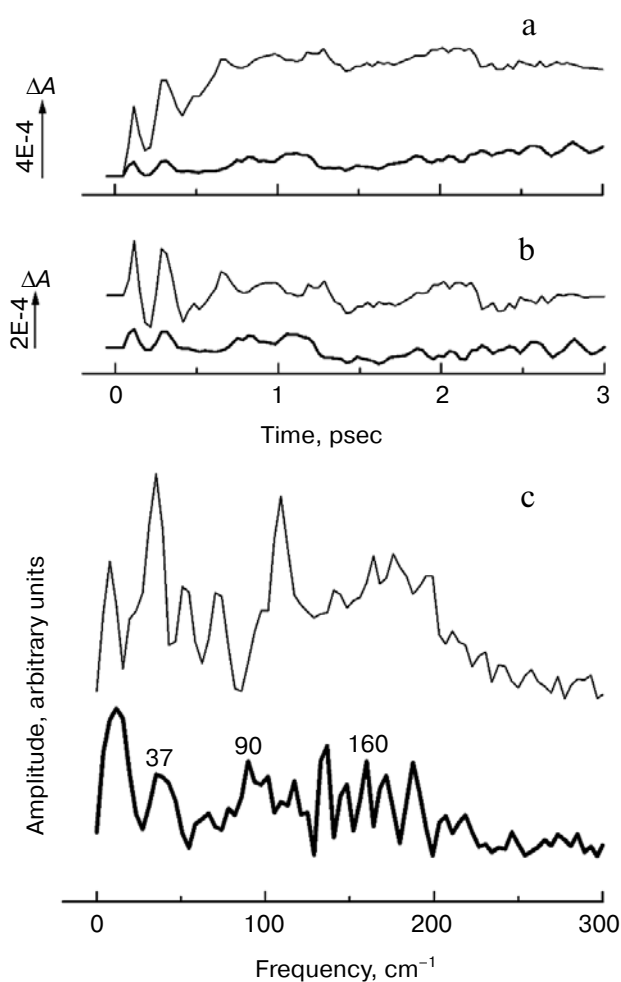 a
ΔA
4E-4
b
ΔA
2E-4
0 1 2 3
Time, psec
c
Amplitude, arbitrary units
37 90 160
0 100 200 300
Frequency, cm⁻¹